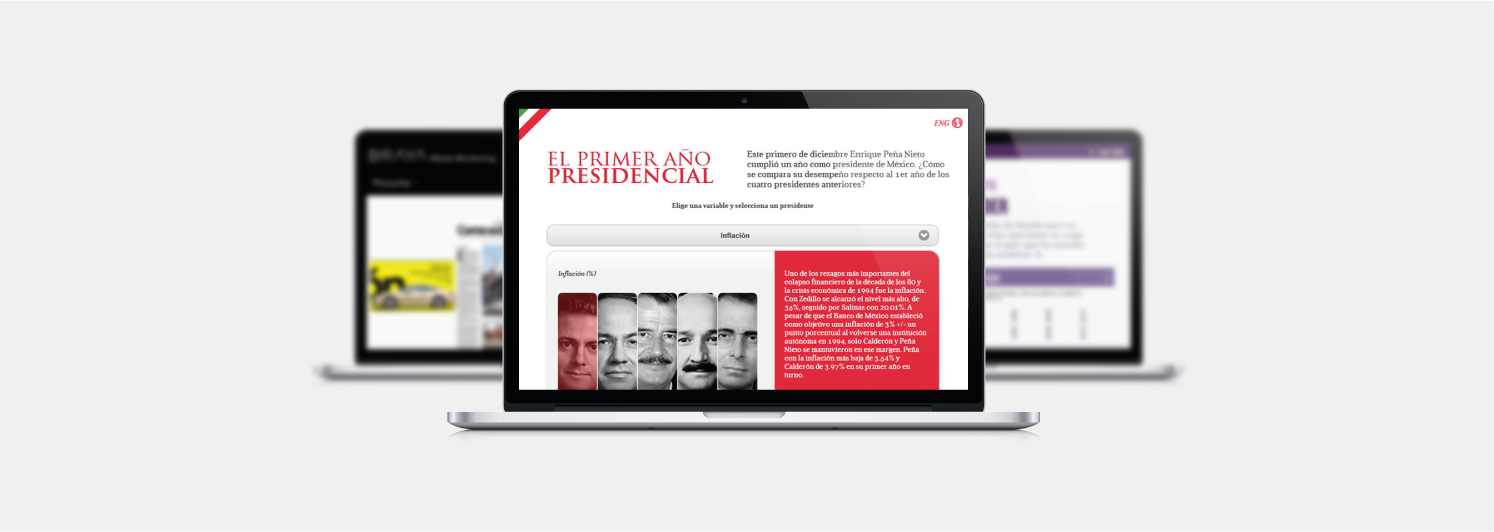 ENG
EL PRIMER AÑO
PRESIDENCIAL
Este primero de diciembre Enrique Peña Nieto
cumplió un año como presidente de México. ¿Cómo
se compara su desempeño respecto al 1er año de los
cuatro presidentes anteriores?
Elige una variable y selecciona un presidente
Inflación
Inflación (%)
Uno de los rezagos más importantes del
colapso financiero de la década de los 80 y
la crisis económica de 1994 fue la inflación.
Con Zedillo se alcanzó el nivel más alto, de
35%, seguido por Salinas con 20.01%. A
pesar de que el Banco de México estableció
como objetivo una inflación de 3% +/- un
punto porcentual al volverse una institución
autónoma en 1994, solo Calderón y Peña
Nieto se mantuvieron en ese margen. Peña
con la inflación más baja de 3.54% y
Calderón de 3.97% en su primer año en
turno.